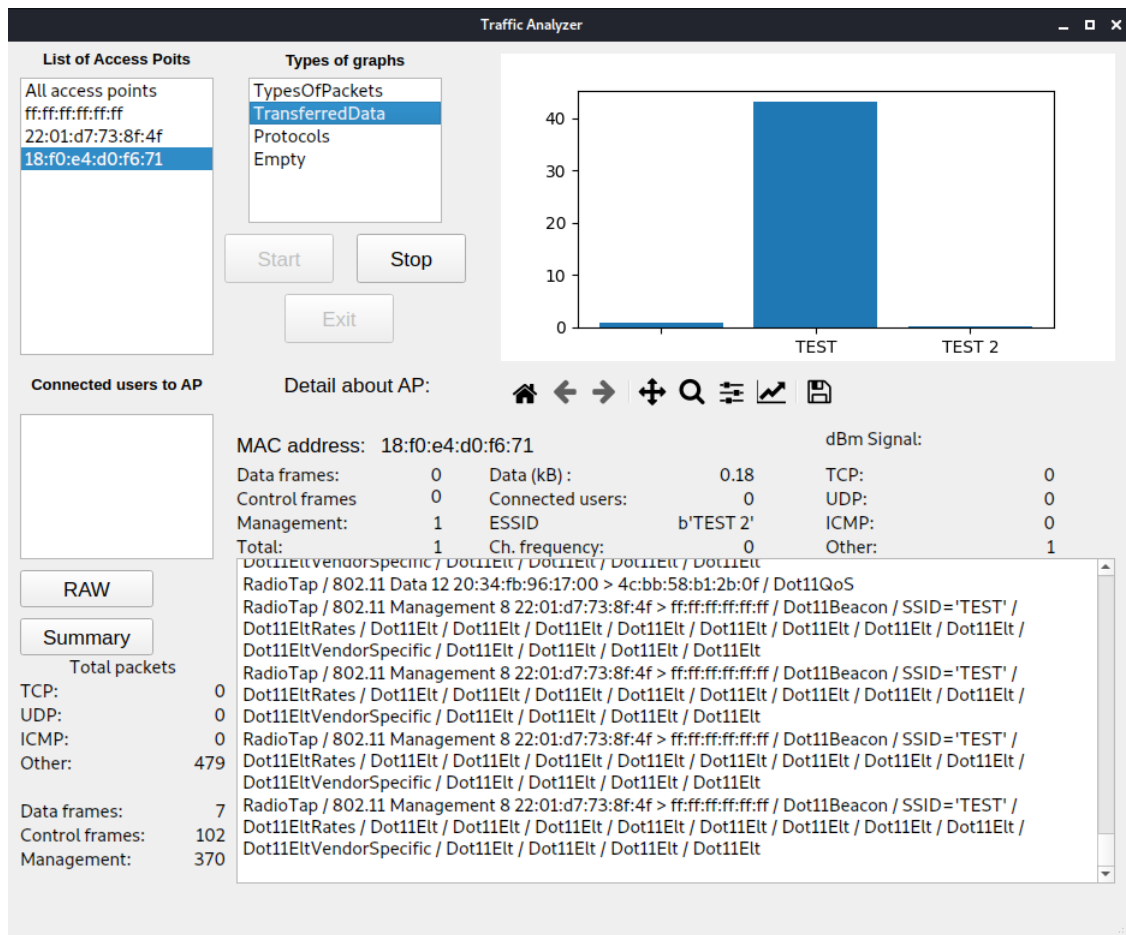 Traffic Analyzer
List of Access Poits
All access points
ff:ff:ff:ff:ff:ff
22:01:d7:73:8f:4f
18:f0:e4:d0:f6:71
Types of graphs
TypesOfPackets
TransferredData
Protocols
Empty
Start Stop
Exit
40
30
20
10
0
TEST TEST 2
Connected users to AP
Detail about AP:
MAC address: 18:f0:e4:d0:f6:71 dBm Signal:
Data frames: 0 Data (kB) : 0.18 TCP: 0
Control frames 0 Connected users: 0 UDP: 0
Management: 1 ESSID b'TEST 2' ICMP: 0
Total: 1 Ch. frequency: 0 Other: 1
RAW
Summary
Total packets
TCP: 0
UDP: 0
ICMP: 0
Other: 479
Data frames: 7
Control frames: 102
Management: 370
Dot11EltVendorSpecific / Dot11Elt / Dot11Elt / Dot11Elt / Dot11Elt
RadioTap / 802.11 Data 12 20:34:fb:96:17:00 > 4c:bb:58:b1:2b:0f / Dot11QoS
RadioTap / 802.11 Management 8 22:01:d7:73:8f:4f > ff:ff:ff:ff:ff:ff / Dot11Beacon / SSID='TEST' /
Dot11EltRates / Dot11Elt / Dot11Elt / Dot11Elt / Dot11Elt / Dot11Elt / Dot11Elt / Dot11Elt / Dot11Elt /
Dot11EltVendorSpecific / Dot11Elt / Dot11Elt / Dot11Elt / Dot11Elt
RadioTap / 802.11 Management 8 22:01:d7:73:8f:4f > ff:ff:ff:ff:ff:ff / Dot11Beacon / SSID='TEST' /
Dot11EltRates / Dot11Elt / Dot11Elt / Dot11Elt / Dot11Elt / Dot11Elt / Dot11Elt / Dot11Elt / Dot11Elt /
Dot11EltVendorSpecific / Dot11Elt / Dot11Elt / Dot11Elt / Dot11Elt
RadioTap / 802.11 Management 8 22:01:d7:73:8f:4f > ff:ff:ff:ff:ff:ff / Dot11Beacon / SSID='TEST' /
Dot11EltRates / Dot11Elt / Dot11Elt / Dot11Elt / Dot11Elt / Dot11Elt / Dot11Elt / Dot11Elt / Dot11Elt /
Dot11EltVendorSpecific / Dot11Elt / Dot11Elt / Dot11Elt / Dot11Elt
RadioTap / 802.11 Management 8 22:01:d7:73:8f:4f > ff:ff:ff:ff:ff:ff / Dot11Beacon / SSID='TEST' /
Dot11EltRates / Dot11Elt / Dot11Elt / Dot11Elt / Dot11Elt / Dot11Elt / Dot11Elt / Dot11Elt / Dot11Elt /
Dot11EltVendorSpecific / Dot11Elt / Dot11Elt / Dot11Elt / Dot11Elt